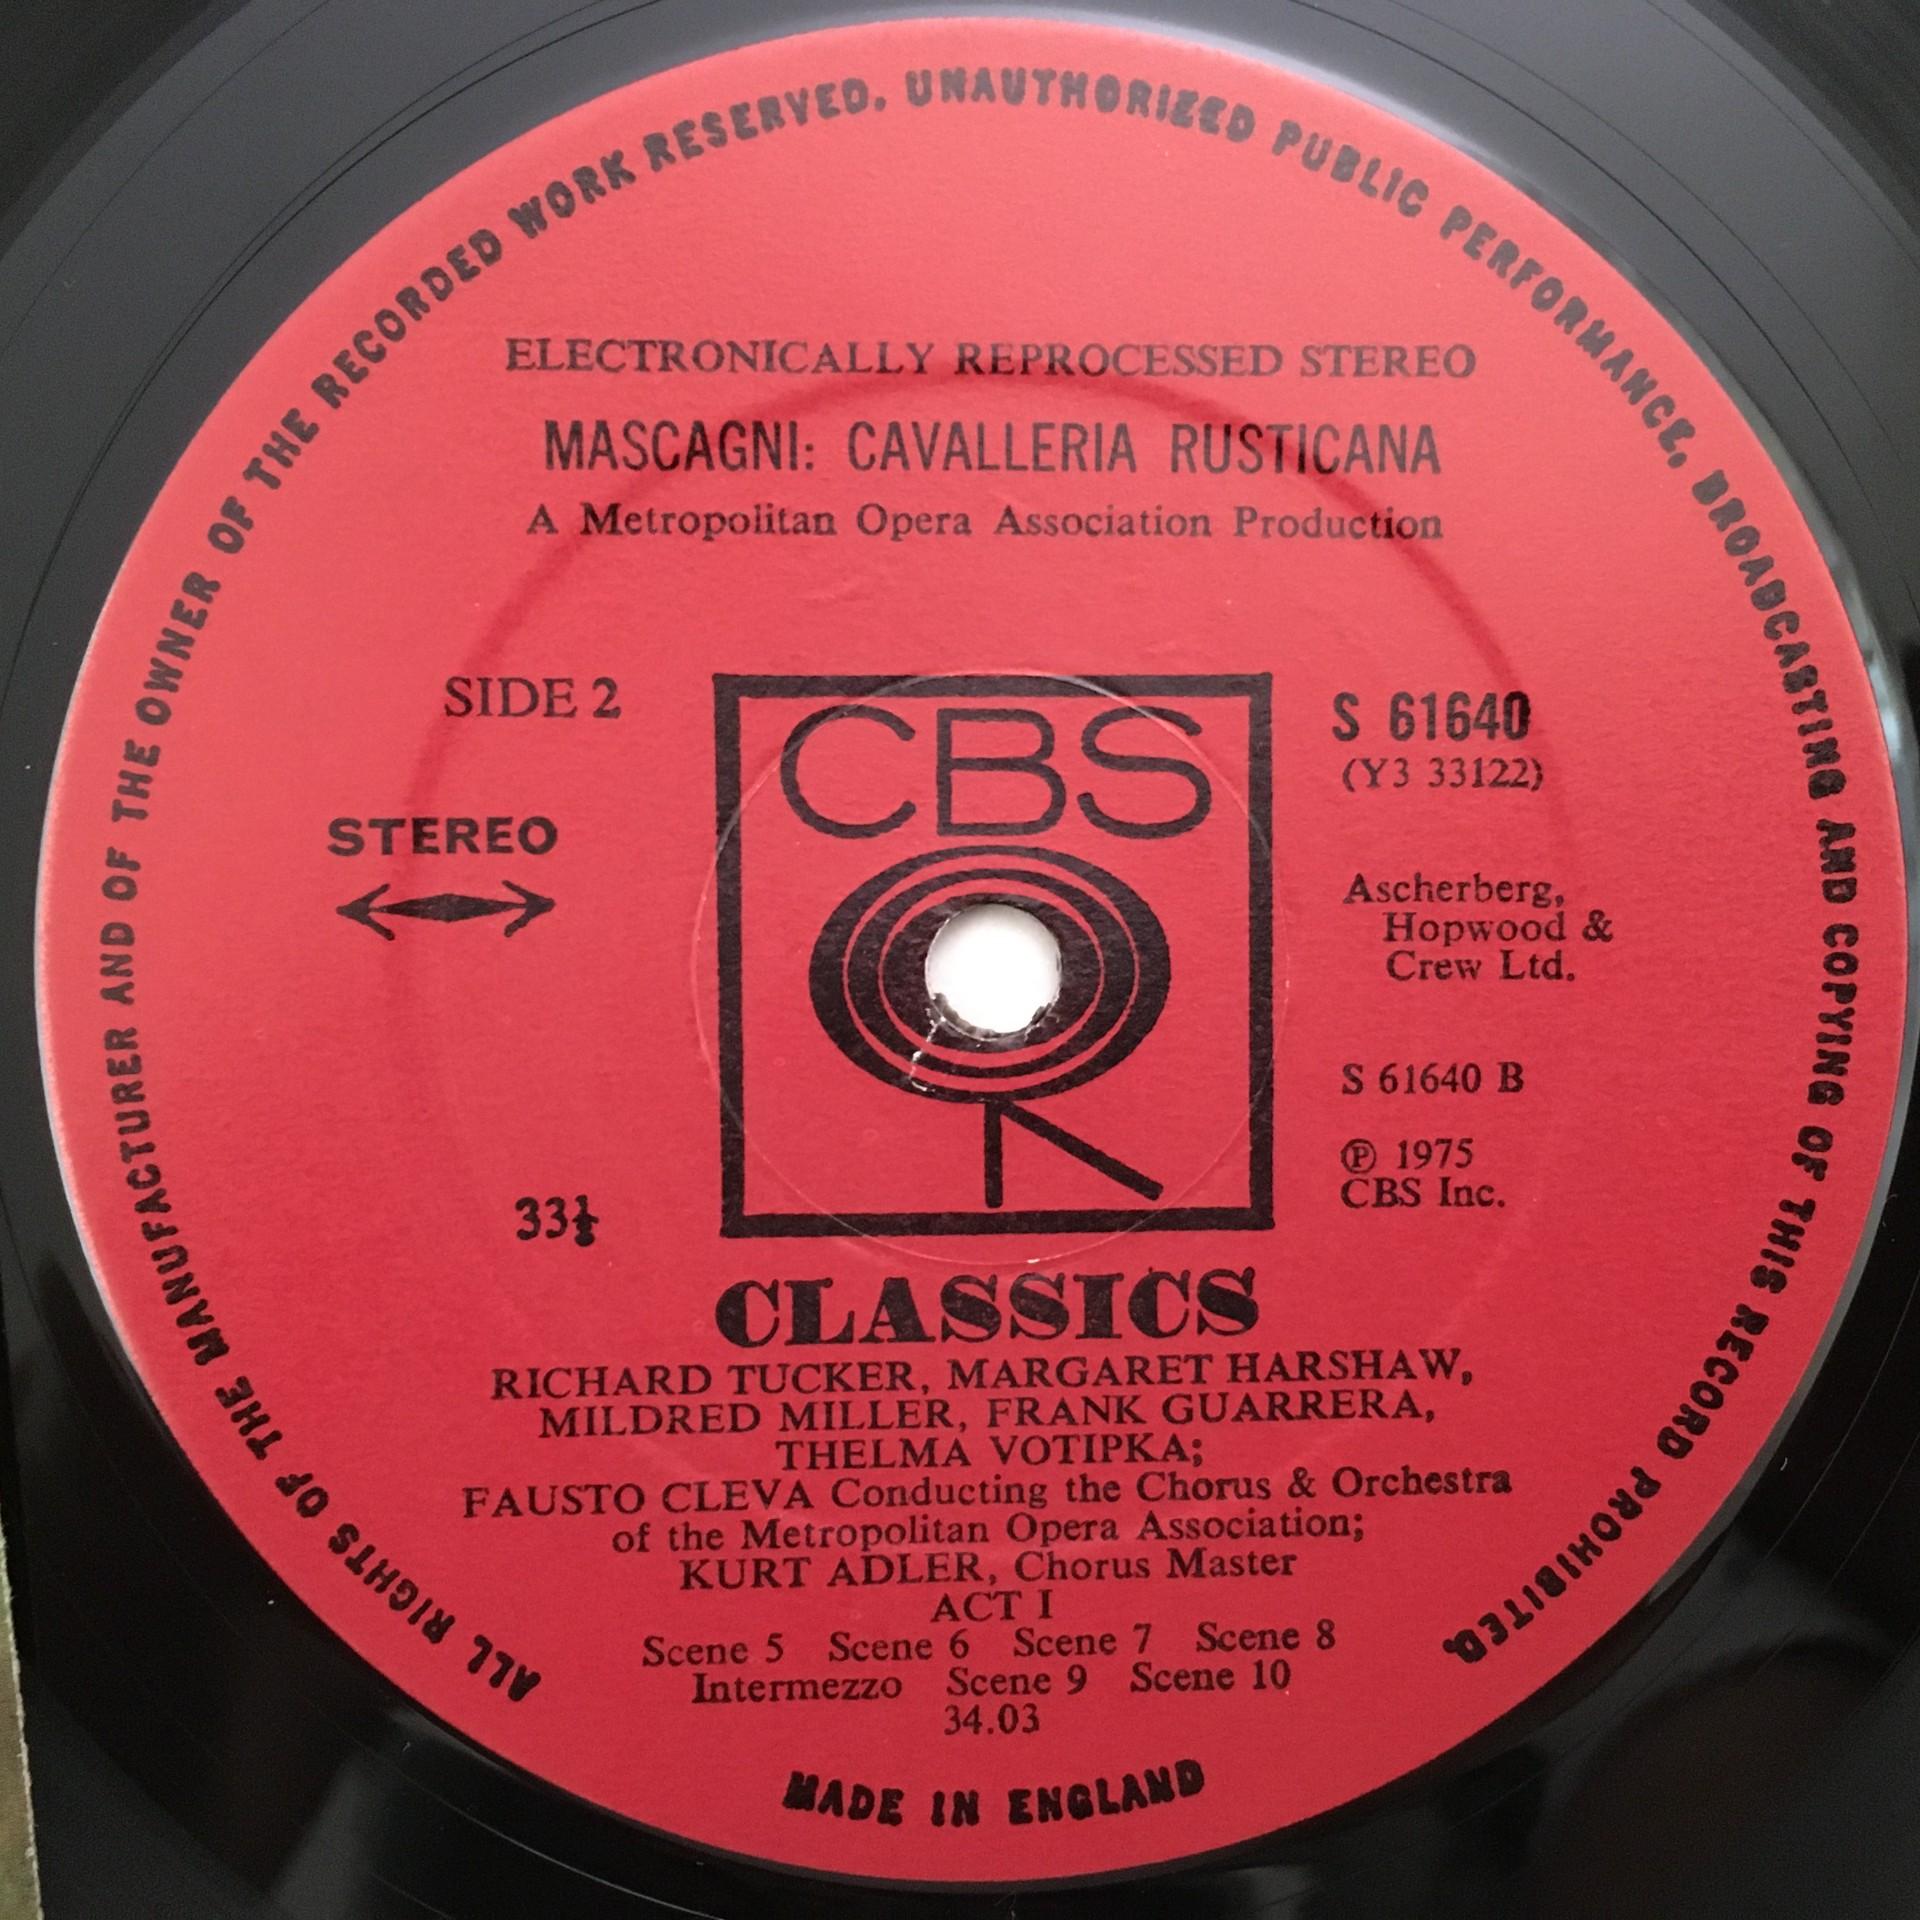 ALL RIGHTS OF THE MANUFACTURER AND OF THE OWNER OF THE RECORDED WORK RESERVED. UNAUTHORIZED PUBLIC PERFORMANCE, BROADCASTING AND COPYING OF THIS RECORD PROHIBITED.
ELECTRONICALLY REPROCESSED STEREO
MASCAGNI: CAVALLERIA RUSTICANA
A Metropolitan Opera Association Production
SIDE 2
STEREO
33⅓
CBS
S 61640
(Y3 33122)
Ascherberg,
Hopwood &
Crew Ltd.
S 61640 B
℗ 1975
CBS Inc.
CLASSICS
RICHARD TUCKER, MARGARET HARSHAW,
MILDRED MILLER, FRANK GUARRERA,
THELMA VOTIPKA;
FAUSTO CLEVA Conducting the Chorus & Orchestra
of the Metropolitan Opera Association;
KURT ADLER, Chorus Master
ACT I
Scene 5 Scene 6 Scene 7 Scene 8
Intermezzo Scene 9 Scene 10
34.03
MADE IN ENGLAND